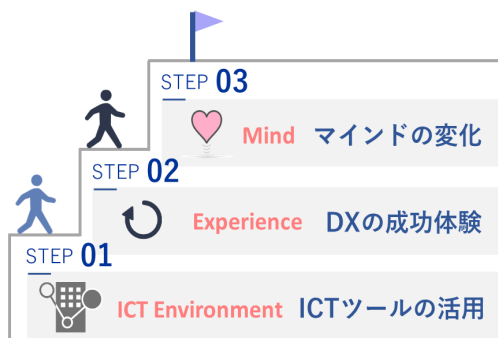 STEP 03
Mind マインドの変化
STEP 02
Experience DXの成功体験
STEP 01
ICT Environment ICTツールの活用